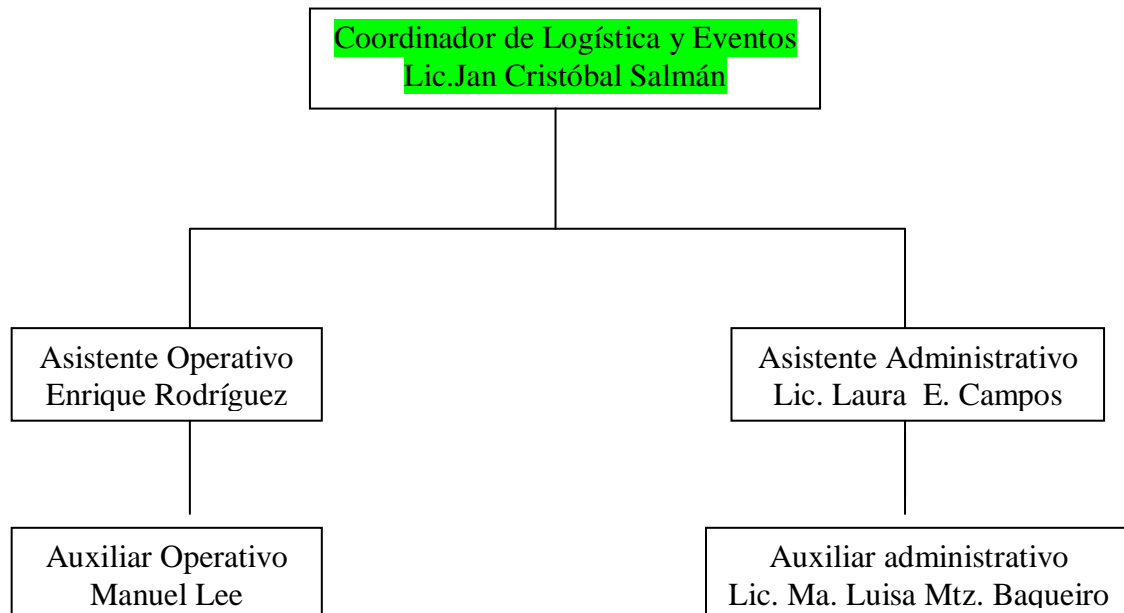 Coordinador de Logística y Eventos
Lic.Jan Cristóbal Salmán
Asistente Operativo
Enrique Rodríguez
Asistente Administrativo
Lic. Laura  E. Campos
Auxiliar Operativo
Manuel Lee
Auxiliar administrativo
Lic. Ma. Luisa Mtz. Baqueiro